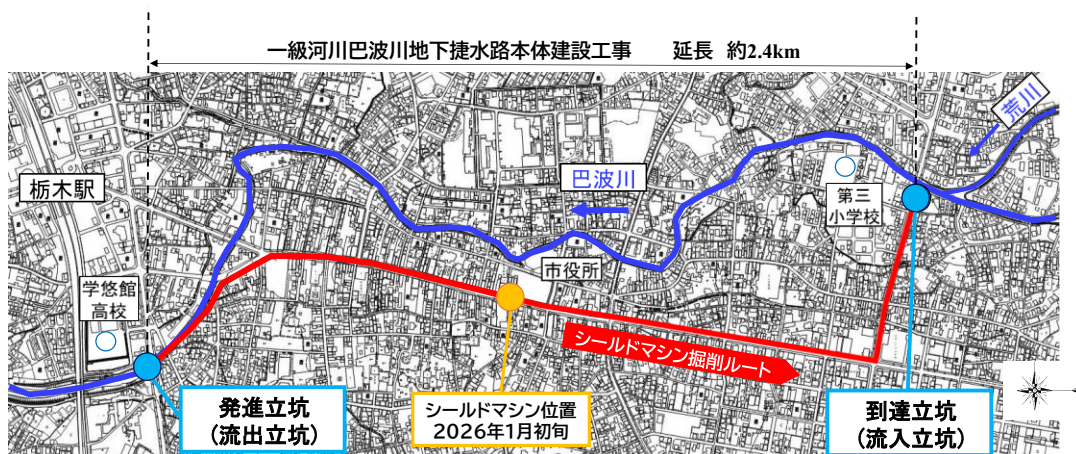 一級河川巴波川地下捷水路本体建設工事　延長 約2.4km
荒川
栃木駅
巴波川
第三
小学校
市役所
学悠館
高校
シールドマシン掘削ルート
発進立坑
(流出立坑)
シールドマシン位置
2026年1月初旬
到達立坑
(流入立坑)